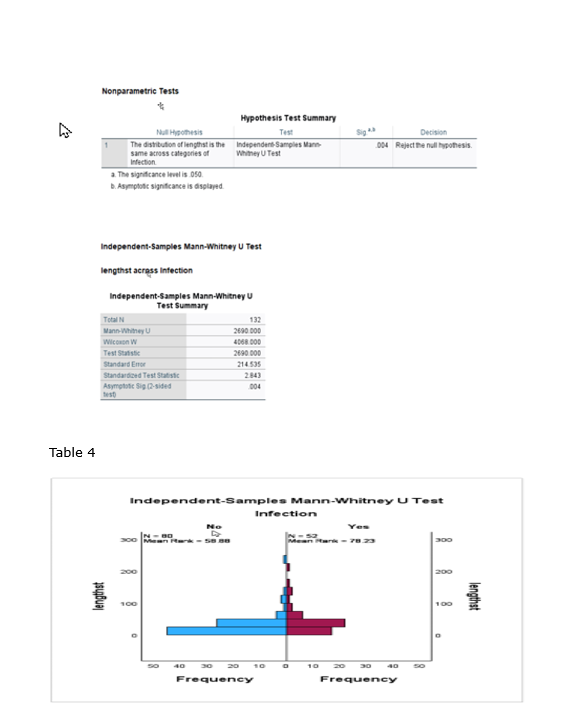 Nonparametric Tests
Hypothesis Test Summary
Null Hypothesis Test Sig.a,b Decision
1 The distribution of lengthst is the same across categories of Infection. Independent-Samples Mann-Whitney U Test .004 Reject the null hypothesis.
a. The significance level is .050.
b. Asymptotic significance is displayed.
Independent-Samples Mann-Whitney U Test
lengthst across Infection
Independent-Samples Mann-Whitney U
Test Summary
Total N 132
Mann-Whitney U 2690.000
Wilcoxon W 4068.000
Test Statistic 2690.000
Standard Error 214.535
Standardized Test Statistic 2.843
Asymptotic Sig.(2-sided test) .004
Table 4
Independent-Samples Mann-Whitney U Test
Infection
No Yes
N = 80 N = 52
Mean Rank = 58.88 Mean Rank = 78.23
300 300
200 200
lengthst lengthst
100 100
0 0
50 40 30 20 10 0 10 20 30 40 50
Frequency Frequency